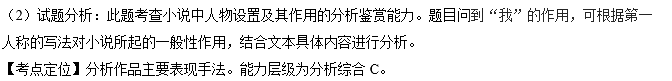 （2）试题分析：此题考查小说中人物设置及其作用的分析鉴赏能力。题目问到“我”的作用，可根据第一
人称的写法对小说所起的一般性作用，结合文本具体内容进行分析。
【考点定位】分析作品主要表现手法。能力层级为分析综合 C。